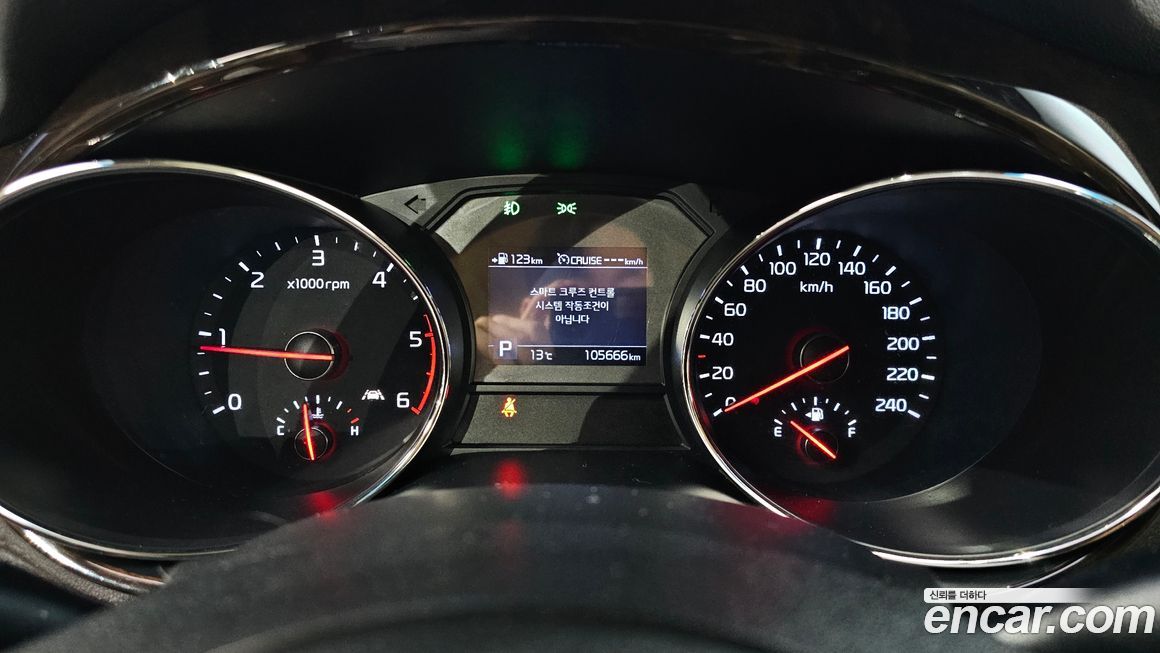 123km CRUISE ---km/h
스마트 크루즈 컨트롤
시스템 작동조건이
아닙니다
P 13℃ 105666km
0 1 2 3 4 5 6
x1000rpm
C H
0 20 40 60 80 100 120 140 160 180 200 220 240
km/h
E F
신뢰를 더하다
encar.com